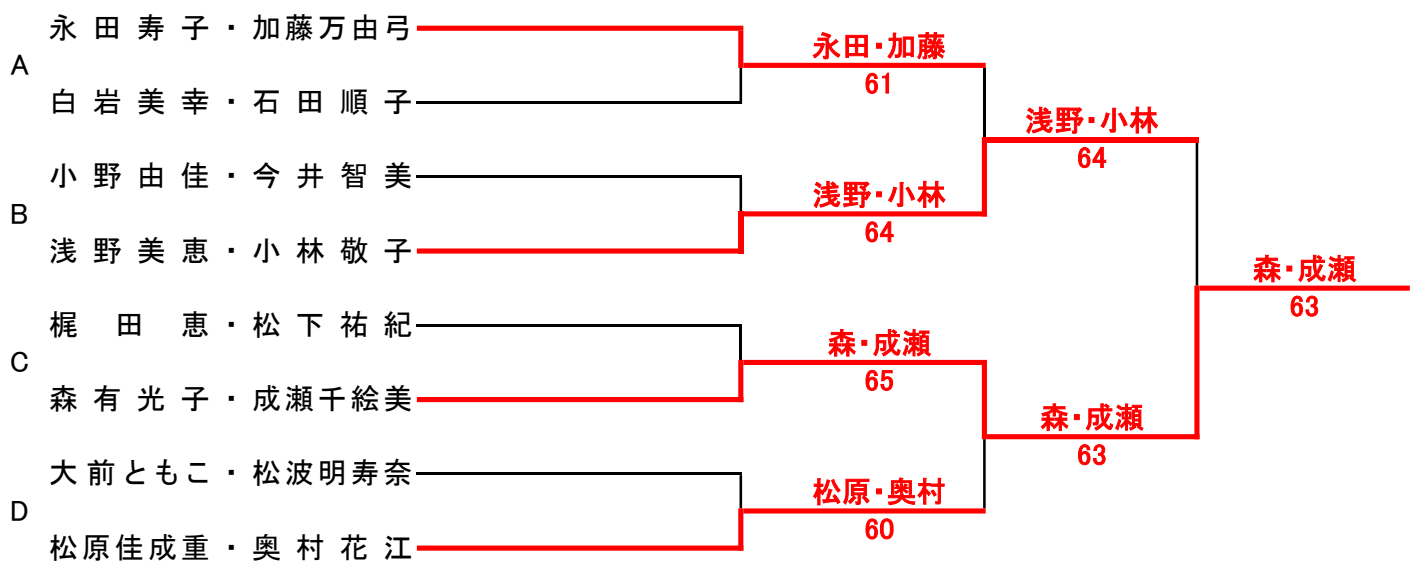 永田寿子・加藤万由弓
永田・加藤
A
61
白岩美幸・石田順子
浅野・小林
64
小野由佳・今井智美
浅野・小林
B
64
浅野美恵・小林敬子
森・成瀬
63
梶田恵・松下祐紀
森・成瀬
C
65
森有光子・成瀬千絵美
森・成瀬
63
大前ともこ・松波明寿奈
松原・奥村
D
60
松原佳成重・奥村花江